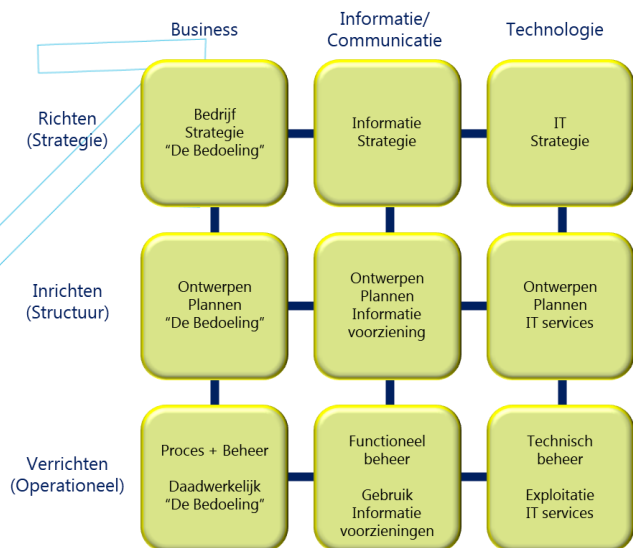 Business
Informatie/
Communicatie
Technologie
Richten
(Strategie)
Bedrijf
Strategie
"De Bedoeling"
Informatie
Strategie
IT
Strategie
Inrichten
(Structuur)
Ontwerpen
Plannen
"De Bedoeling"
Ontwerpen
Plannen
Informatie
voorziening
Ontwerpen
Plannen
IT services
Verrichten
(Operationeel)
Proces + Beheer
Daadwerkelijk
"De Bedoeling"
Functioneel
beheer
Gebruik
Informatie
voorzieningen
Technisch
beheer
Exploitatie
IT services